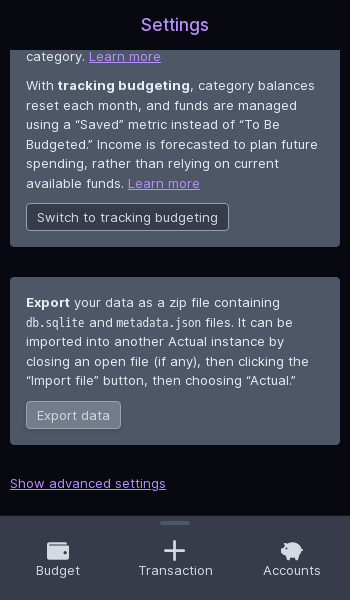 Settings
category. Learn more
With tracking budgeting, category balances
reset each month, and funds are managed
using a “Saved” metric instead of “To Be
Budgeted.” Income is forecasted to plan future
spending, rather than relying on current
available funds. Learn more
Switch to tracking budgeting
Export your data as a zip file containing
db.sqlite and metadata.json files. It can be
imported into another Actual instance by
closing an open file (if any), then clicking the
“Import file” button, then choosing “Actual.”
Export data
Show advanced settings
Budget Transaction Accounts